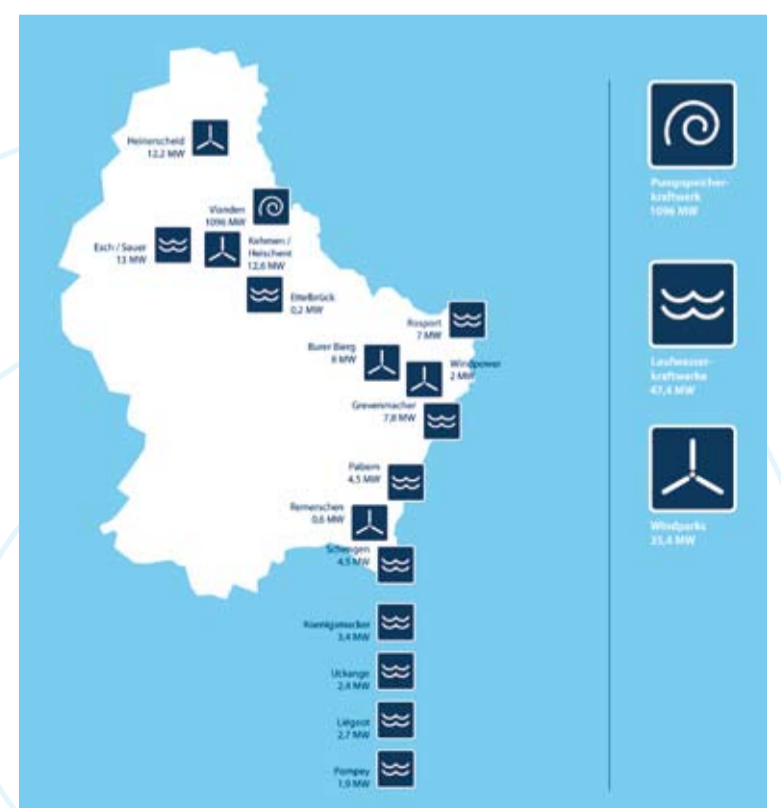 Heinerscheid
12,2 MW
Vianden
1096 MW
Esch / Sauer
13 MW
Kehmen /
Heischent
12,6 MW
Ettelbrück
0,2 MW
Rosport
7 MW
Burer Bierg
8 MW
Windpower
2 MW
Grevenmacher
7,8 MW
Palzem
4,5 MW
Remerschen
0,6 MW
Schengen
4,5 MW
Koenigsmacker
3,4 MW
Uckange
2,4 MW
Liégeot
2,7 MW
Pompey
1,9 MW
Pumpspeicher-
kraftwerk
1096 MW
Laufwasser-
kraftwerke
47,4 MW
Windparks
35,4 MW